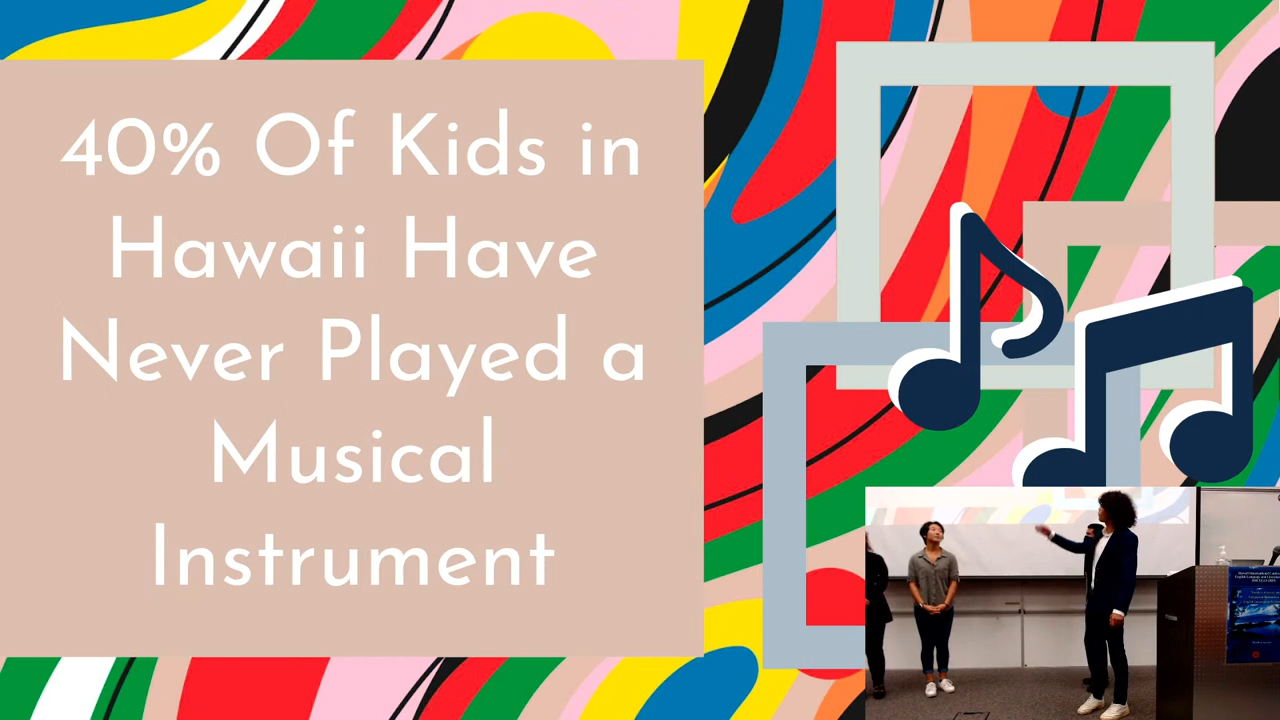 40% Of Kids in
Hawaii Have
Never Played a
Musical
Instrument